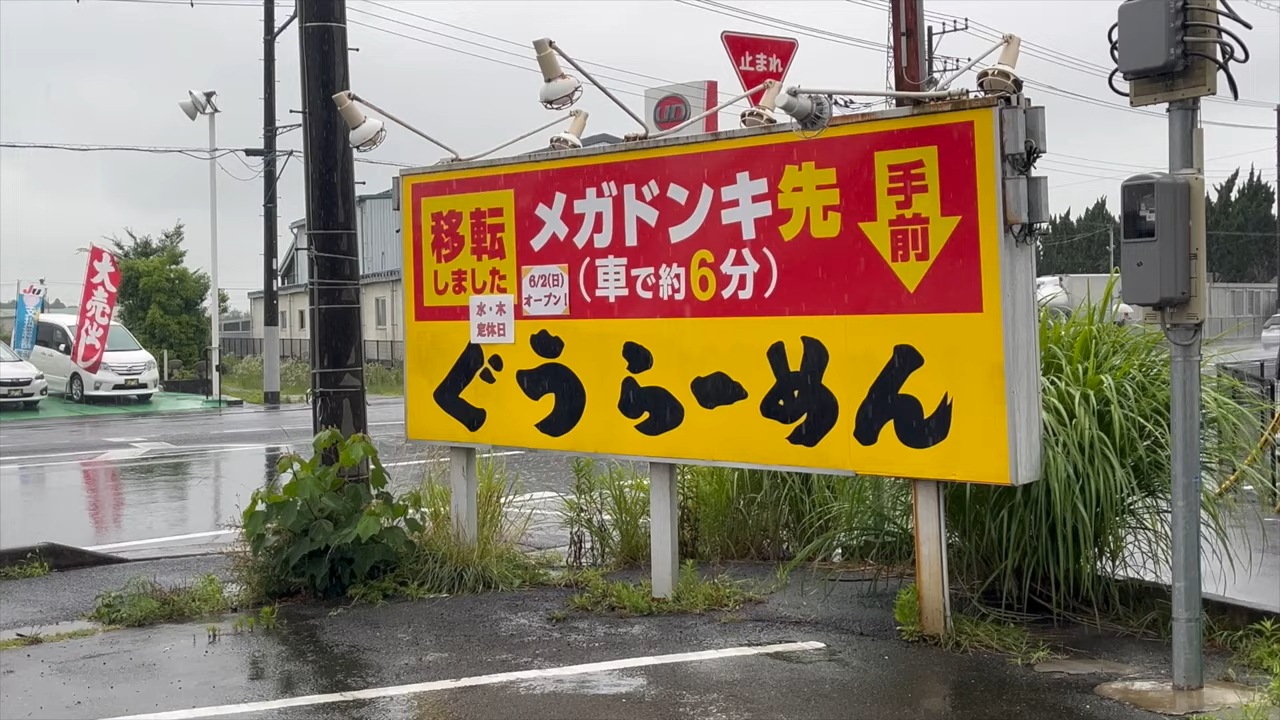 止まれ
移転
しました
メガドンキ先
(車で約6分)
手前
6/2(日)
オープン!
水・木
定休日
ぐうらーめん
大売出